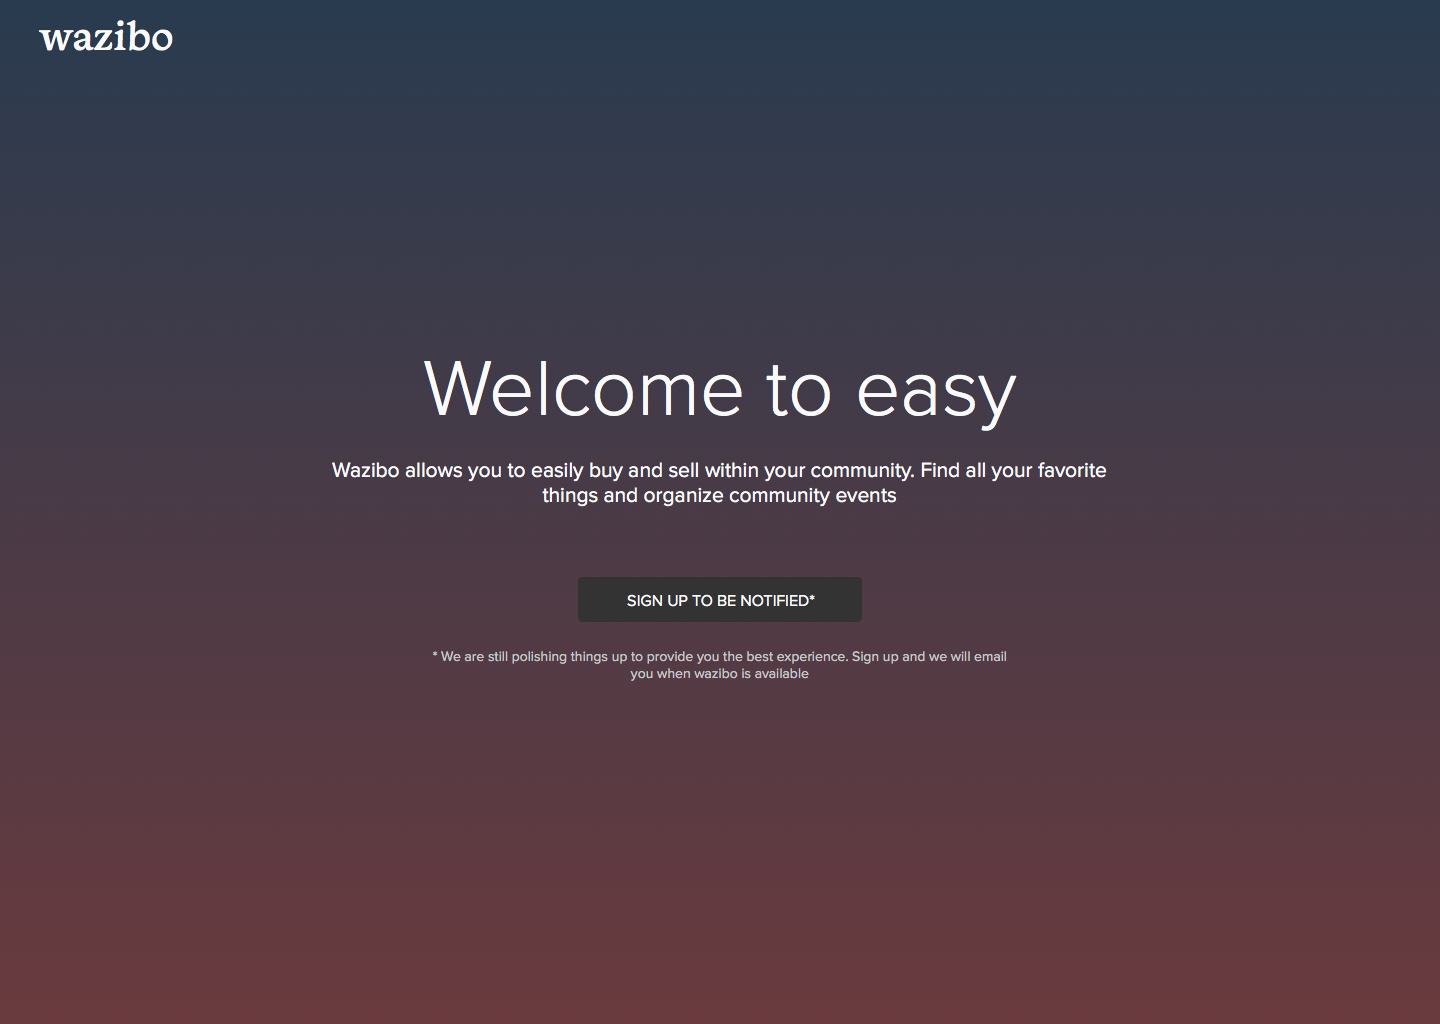 wazibo
Welcome to easy
Wazibo allows you to easily buy and sell within your community. Find all your favorite
things and organize community events
SIGN UP TO BE NOTIFIED*
* We are still polishing things up to provide you the best experience. Sign up and we will email
you when wazibo is available